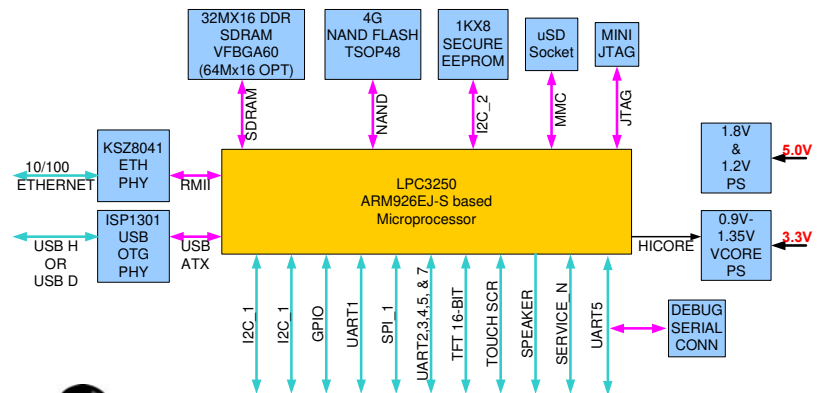 32MX16 DDR
SDRAM
VFBGA60
(64Mx16 OPT)
4G
NAND FLASH
TSOP48
1KX8
SECURE
EEPROM
uSD
Socket
MINI
JTAG
SDRAM
NAND
I2C_2
MMC
JTAG
KSZ8041
ETH
PHY
10/100
ETHERNET
RMII
LPC3250
ARM926EJ-S based
Microprocessor
1.8V
&
1.2V
PS
5.0V
ISP1301
USB
OTG
PHY
USB H
OR
USB D
USB
ATX
HICORE
0.9V-
1.35V
VCORE
PS
3.3V
I2C_1
I2C_1
GPIO
UART1
SPI_1
UART2,3,4,5, & 7
TFT 16-BIT
TOUCH SCR
SPEAKER
SERVICE_N
UART5
DEBUG
SERIAL
CONN